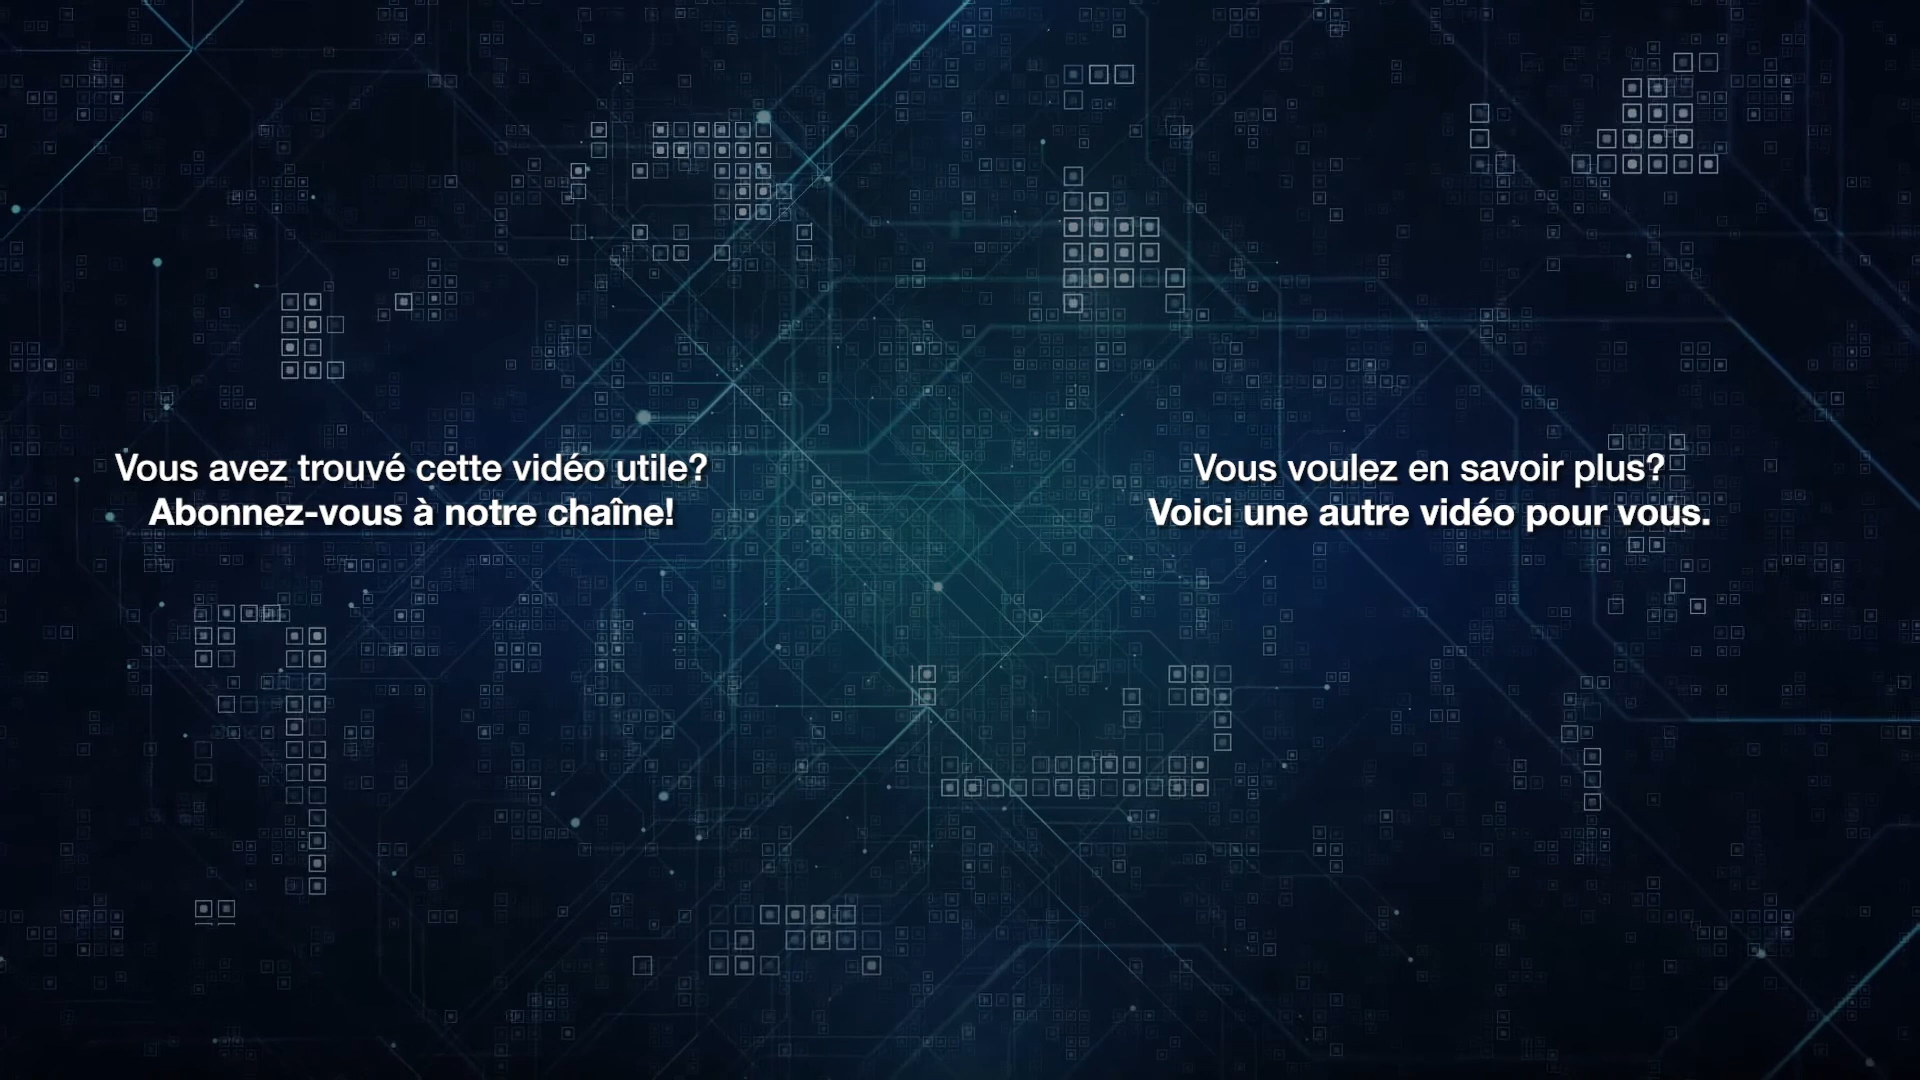 Vous avez trouvé cette vidéo utile?
Abonnez-vous à notre chaîne!
Vous voulez en savoir plus?
Voici une autre vidéo pour vous.